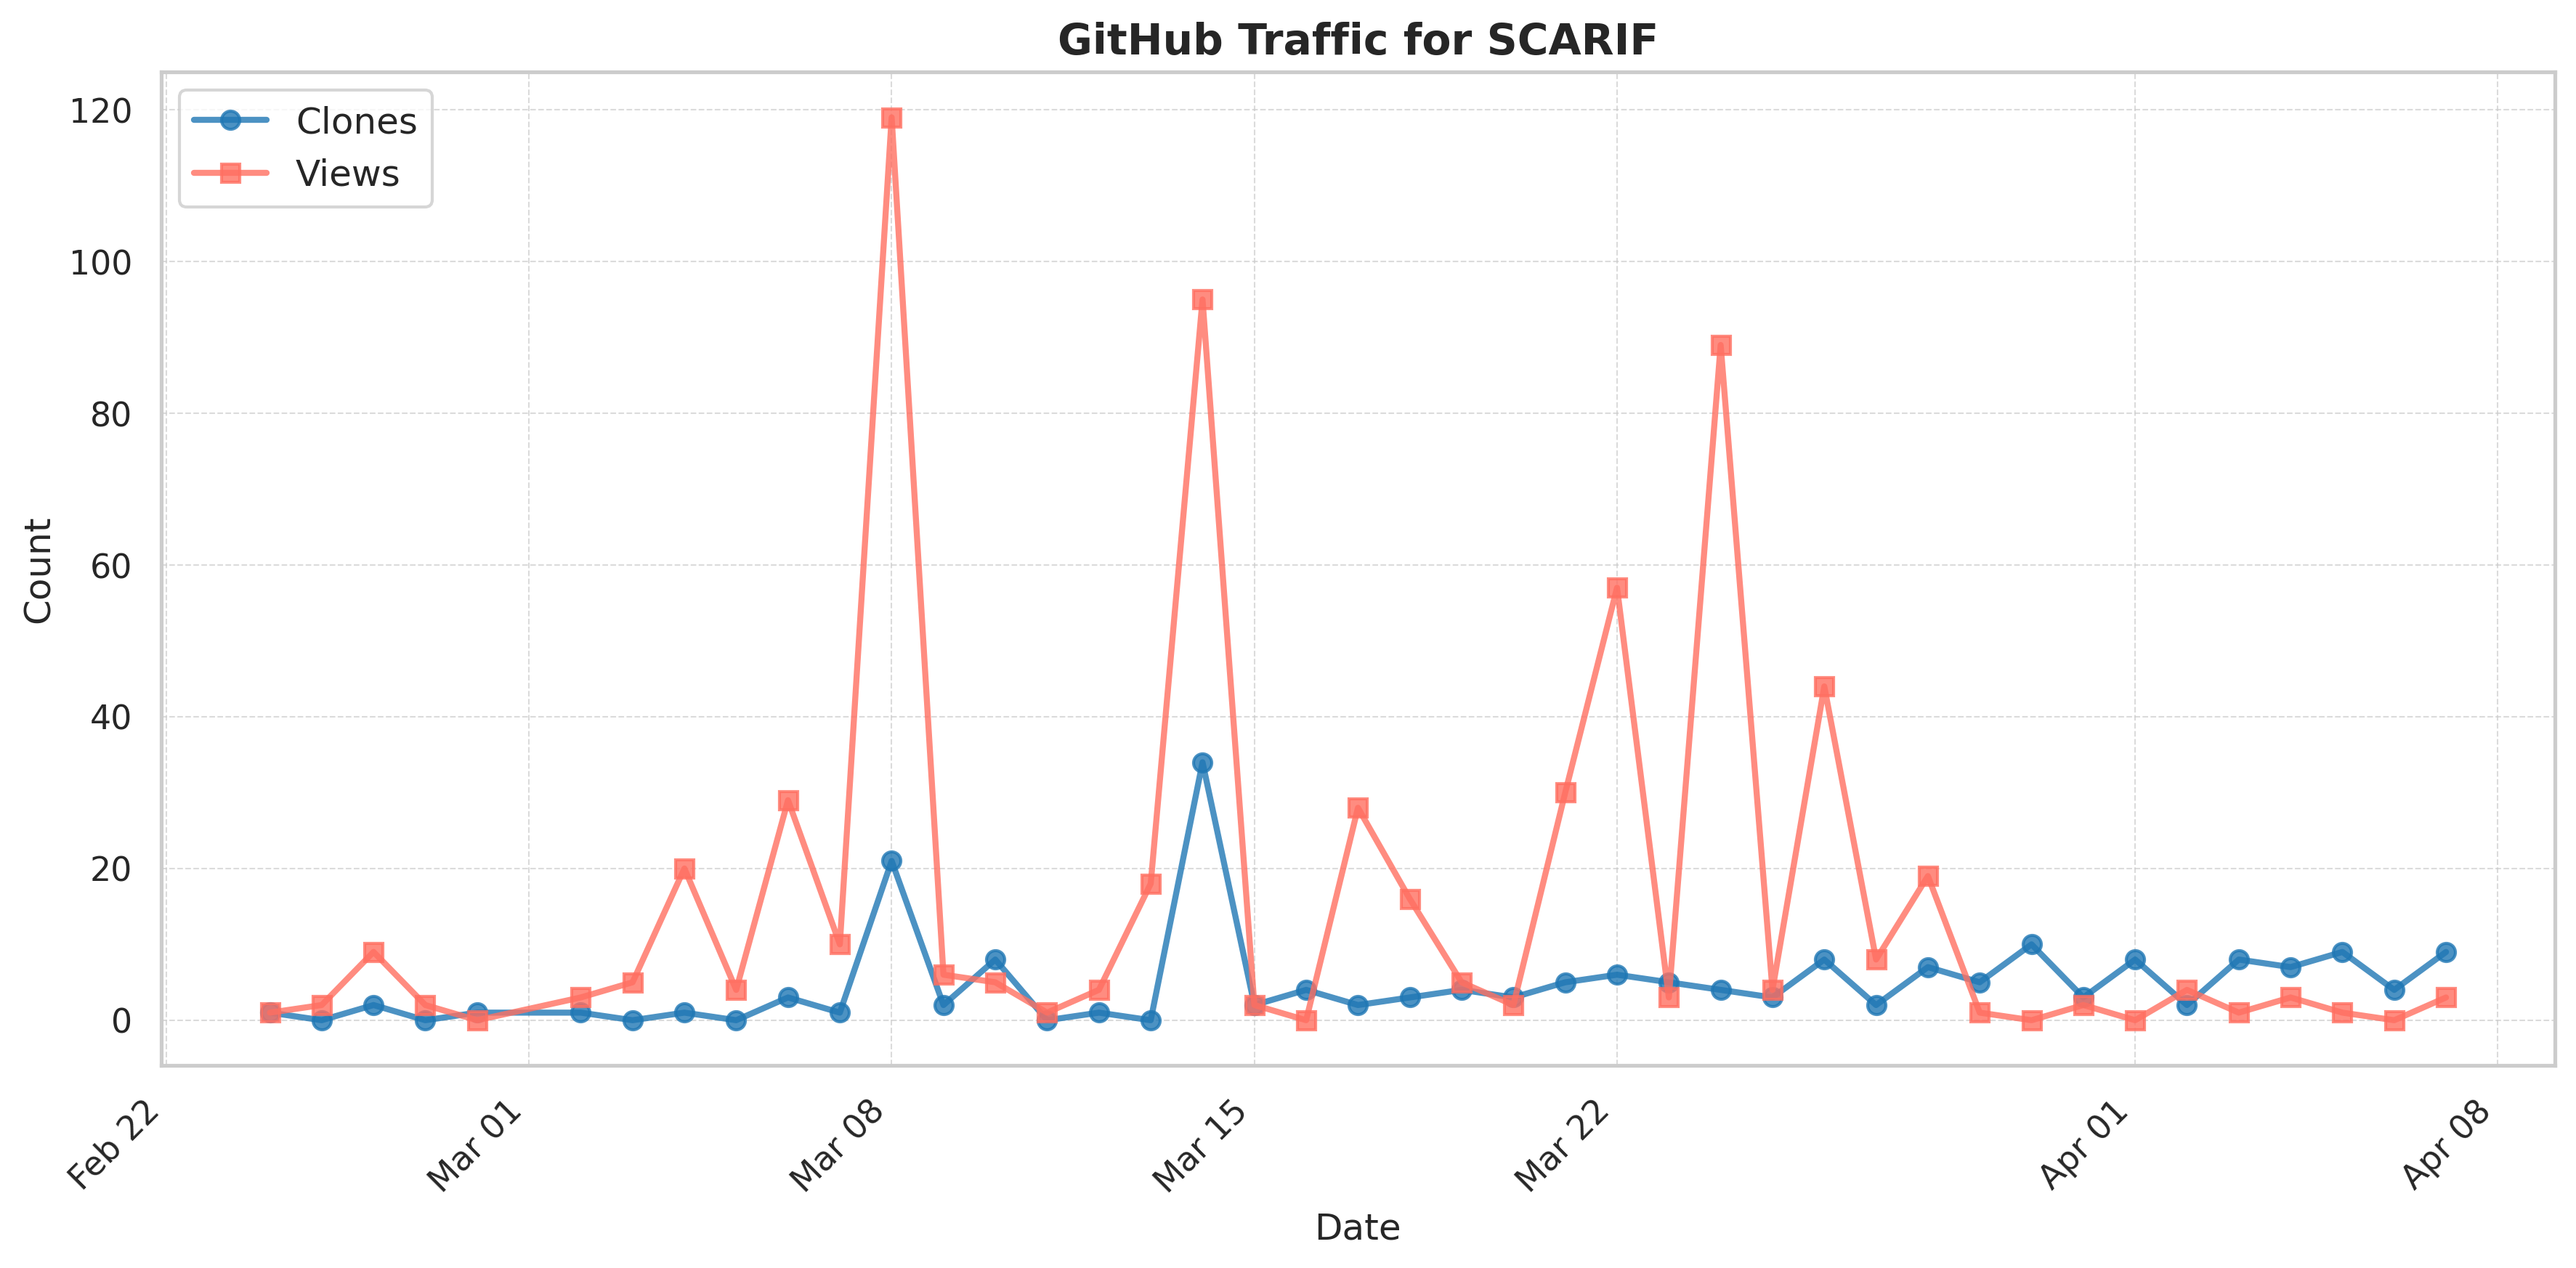 GitHub Traffic for SCARIF
Clones
Views
120
100
80
60
40
20
0
Count
Feb 22
Mar 01
Mar 08
Mar 15
Mar 22
Apr 01
Apr 08
Date